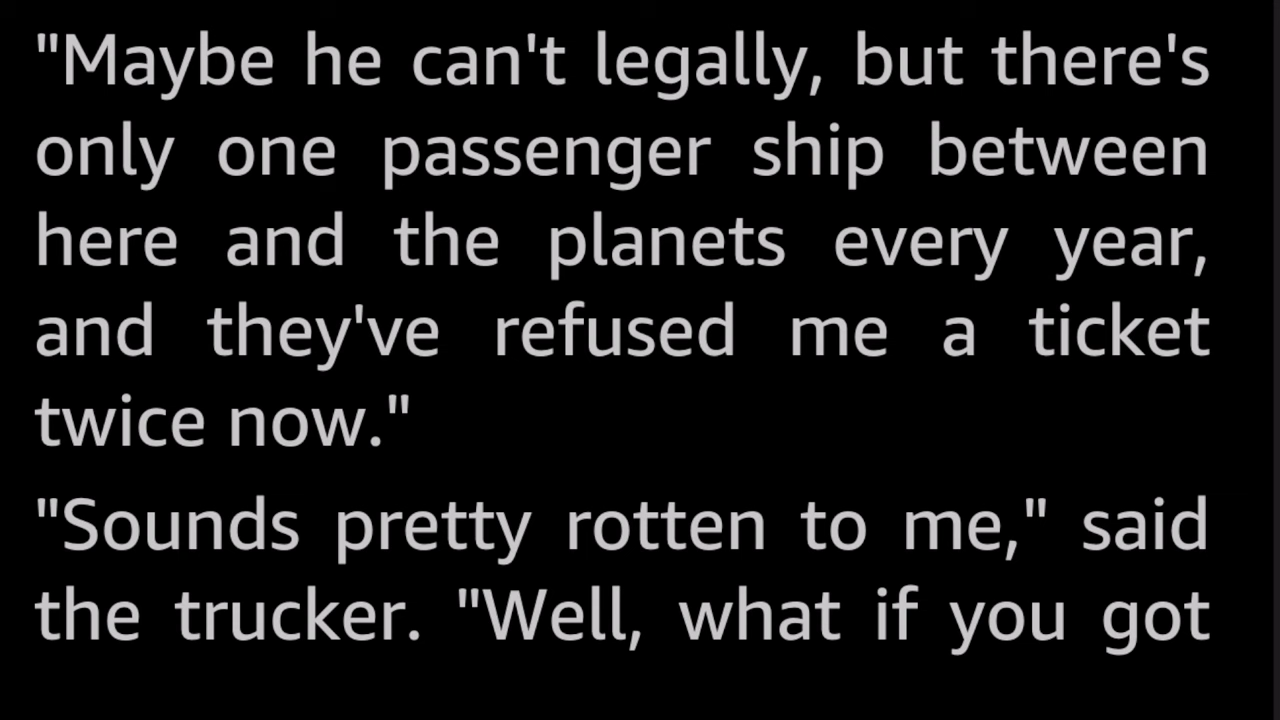 "Maybe he can't legally, but there's
only one passenger ship between
here and the planets every year,
and they've refused me a ticket
twice now."
"Sounds pretty rotten to me," said
the trucker. "Well, what if you got